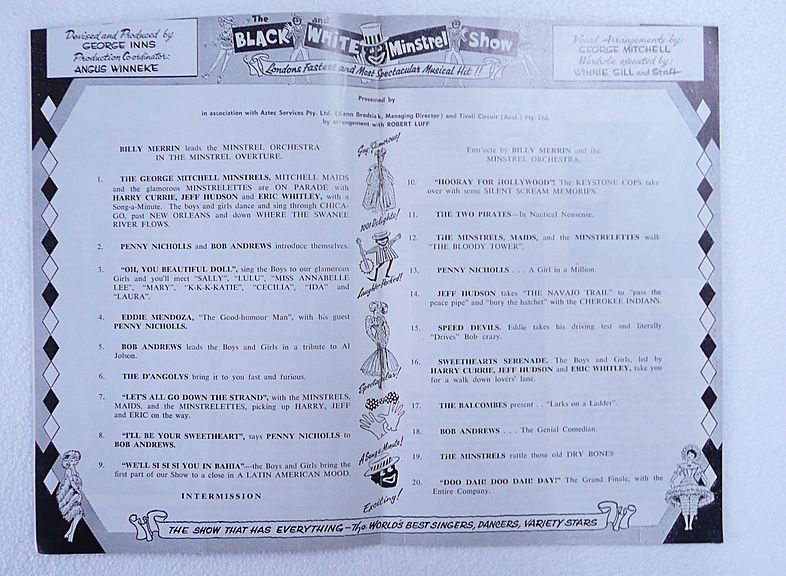 Devised and Produced by
GEORGE INNS
Production Co-ordinator:
ANGUS WINNEKE
The BLACK and WHITE Minstrel Show
Londons Fastest and Most Spectacular Musical Hit !!
Vocal Arrangements by:
GEORGE MITCHELL
Wardrobe executed by:
WINNIE GILL and Staff
Presented by
in association with Aztec Services Pty. Ltd. (Kenn Brodziak, Managing Director) and Tivoli Circuit (Aust.) Pty. Ltd.
by arrangement with ROBERT LUFF
BILLY MERRIN leads the MINSTREL ORCHESTRA
IN THE MINSTREL OVERTURE.
1. THE GEORGE MITCHELL MINSTRELS, MITCHELL MAIDS
and the glamorous MINSTRELETTES are ON PARADE with
HARRY CURRIE, JEFF HUDSON and ERIC WHITLEY, with a
Song-a-Minute. The boys and girls dance and sing through CHICA-
GO, past NEW ORLEANS and down WHERE THE SWANEE
RIVER FLOWS.
2. PENNY NICHOLLS and BOB ANDREWS introduce themselves.
3. "OH, YOU BEAUTIFUL DOLL", sing the Boys to our glamorous
Girls and you'll meet "SALLY", "LULU", "MISS ANNABELLE
LEE", "MARY", "K-K-K-KATIE", "CECILIA", "IDA" and
"LAURA".
4. EDDIE MENDOZA, "The Good-humour Man", with his guest
PENNY NICHOLLS.
5. BOB ANDREWS leads the Boys and Girls in a tribute to Al
Jolson.
6. THE D'ANGOLYS bring it to you fast and furious.
7. "LET'S ALL GO DOWN THE STRAND", with the MINSTRELS,
MAIDS, and the MINSTRELETTES, picking up HARRY, JEFF
and ERIC on the way.
8. "I'LL BE YOUR SWEETHEART", says PENNY NICHOLLS to
BOB ANDREWS.
9. "WE'LL SI SI SI YOU IN BAHIA"—the Boys and Girls bring the
first part of our Show to a close in A LATIN AMERICAN MOOD.
INTERMISSION
Gay, Glamorous!
1001 Delights!
Laughter-packed!
Spectacular!
A Song a Minute!
Exciting!
Entr'acte by BILLY MERRIN and the
MINSTREL ORCHESTRA.
10. "HOORAY FOR HOLLYWOOD"! The KEYSTONE COPS take
over with some SILENT SCREAM MEMORIES.
11. THE TWO PIRATES—In Nautical Nonsense.
12. THE MINSTRELS, MAIDS, and the MINSTRELETTES walk
"THE BLOODY TOWER".
13. PENNY NICHOLLS . . . A Girl in a Million.
14. JEFF HUDSON takes "THE NAVAJO TRAIL" to "pass the
peace pipe" and "bury the hatchet" with the CHEROKEE INDIANS.
15. SPEED DEVILS. Eddie takes his driving test and literally
"Drives" Bob crazy.
16. SWEETHEARTS SERENADE. The Boys and Girls, led by
HARRY CURRIE, JEFF HUDSON and ERIC WHITLEY, take you
for a walk down lovers' lane.
17. THE BALCOMBES present . . "Larks on a Ladder".
18. BOB ANDREWS . . . The Genial Comedian.
19. THE MINSTRELS rattle those old DRY BONES
20. "DOO DAH! DOO DAH! DAY!" The Grand Finale, with the
Entire Company.
THE SHOW THAT HAS EVERYTHING — The WORLD'S BEST SINGERS, DANCERS, VARIETY STARS